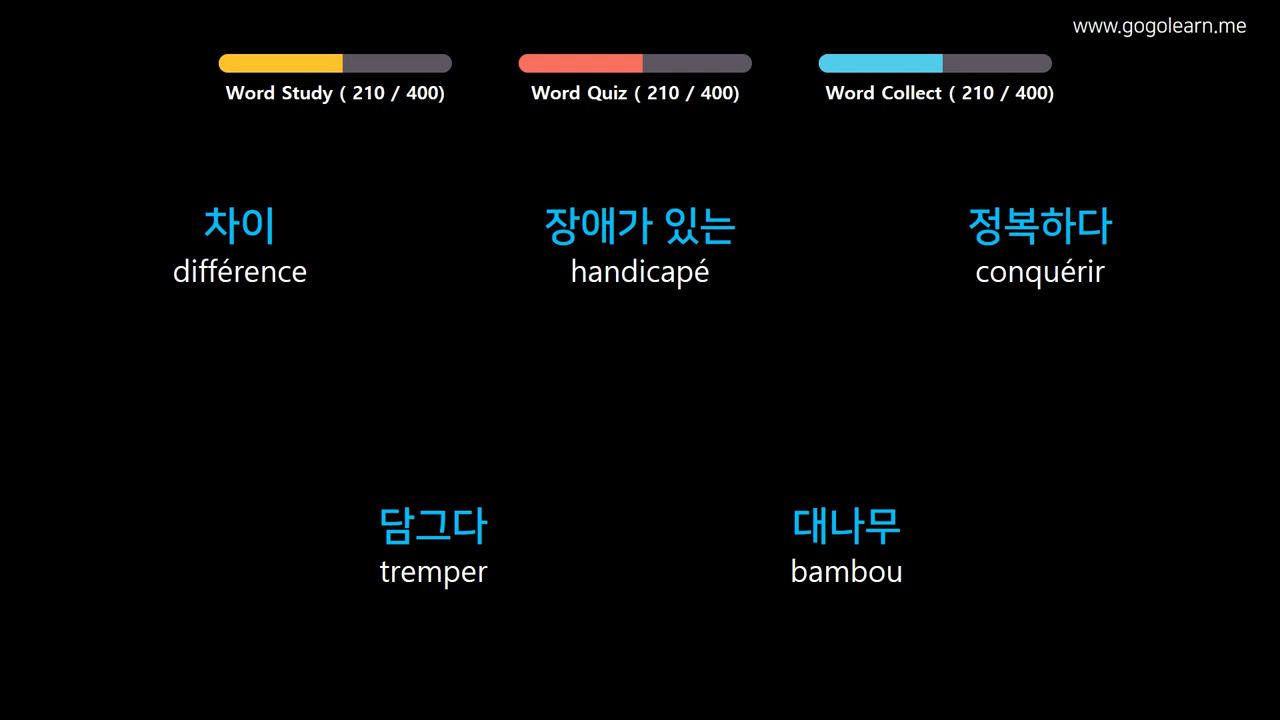 www.gogolearn.me
Word Study ( 210 / 400)
Word Quiz ( 210 / 400)
Word Collect ( 210 / 400)
차이
différence
장애가 있는
handicapé
정복하다
conquérir
담그다
tremper
대나무
bambou